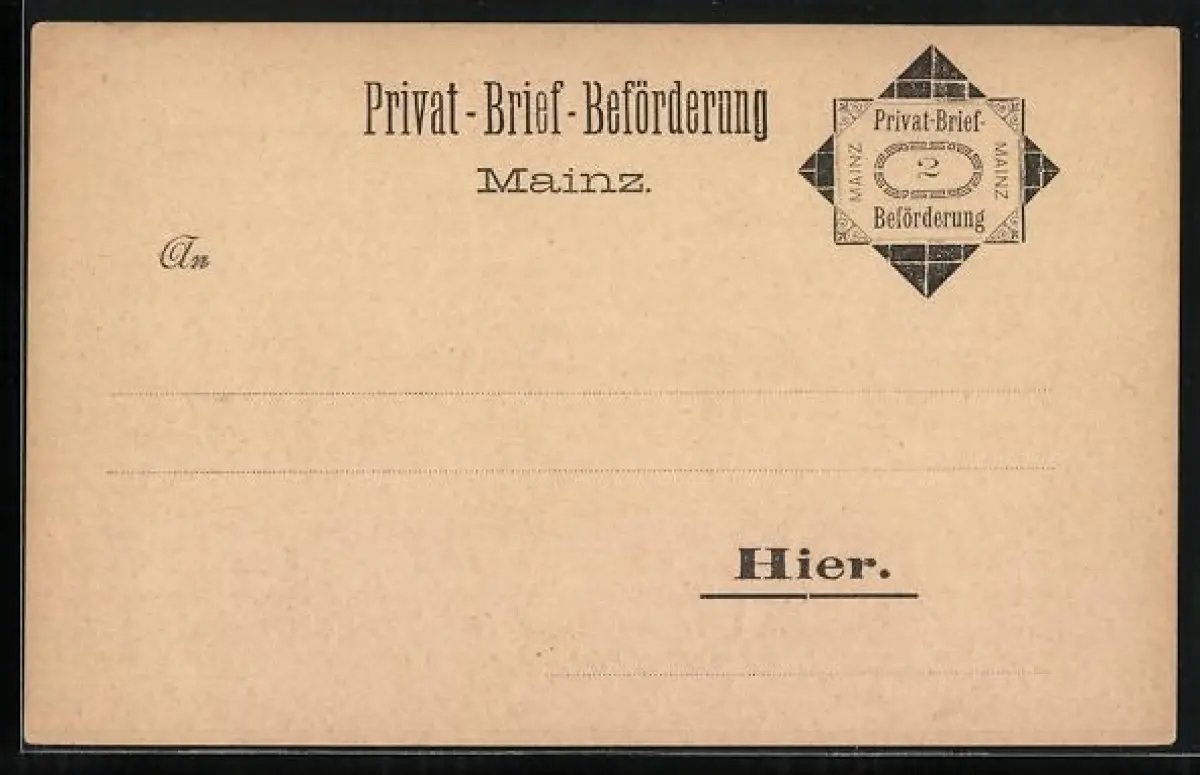 Privat-Brief-Beförderung
Mainz.
Privat-Brief-
MAINZ
2
MAINZ
Beförderung
An
Hier.